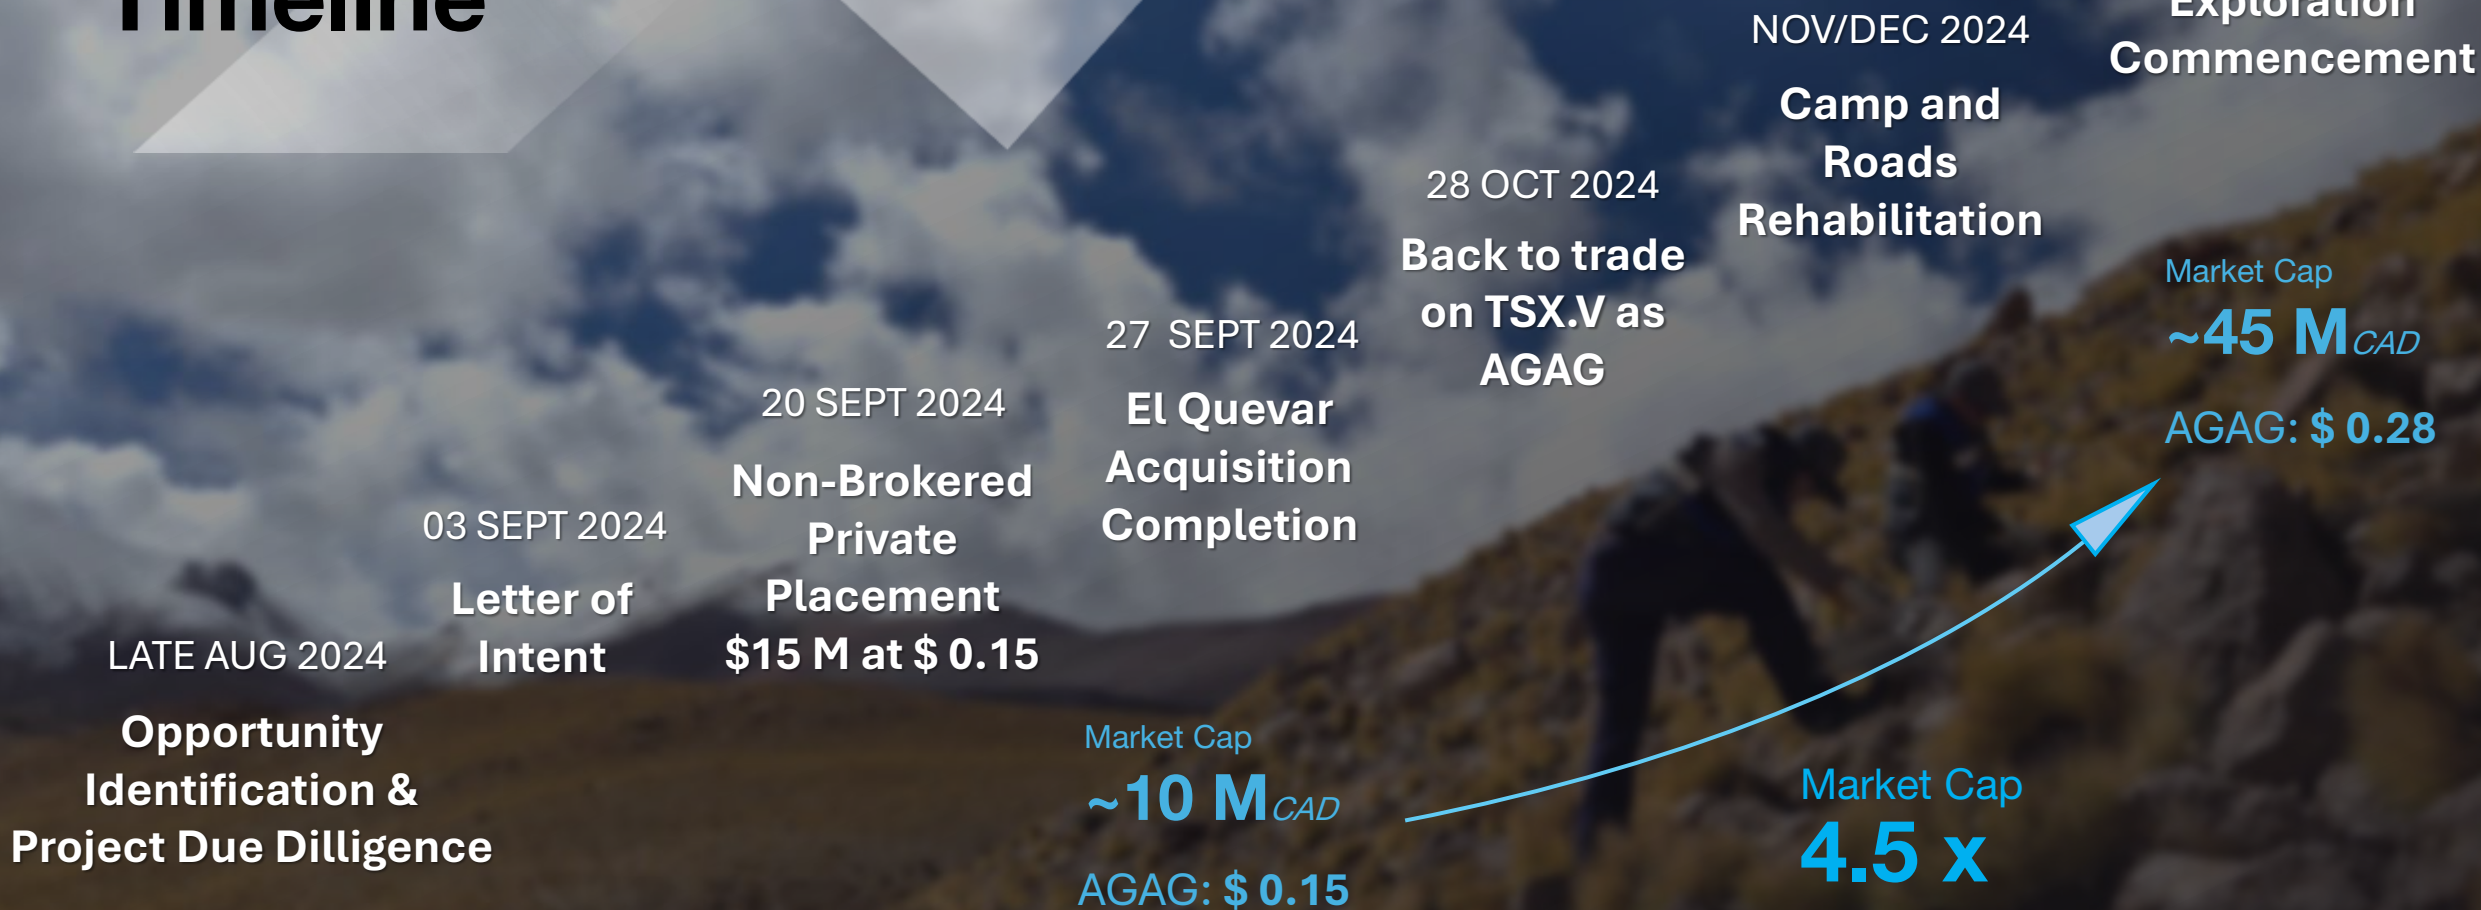 Timeline
LATE AUG 2024
Opportunity
Identification &
Project Due Dilligence
03 SEPT 2024
Letter of
Intent
20 SEPT 2024
Non-Brokered
Private
Placement
$15 M at $ 0.15
27 SEPT 2024
El Quevar
Acquisition
Completion
28 OCT 2024
Back to trade
on TSX.V as
AGAG
NOV/DEC 2024
Camp and
Roads
Rehabilitation
Exploration
Commencement
Market Cap
~10 M CAD
AGAG: $ 0.15
Market Cap
4.5 x
Market Cap
~45 M CAD
AGAG: $ 0.28